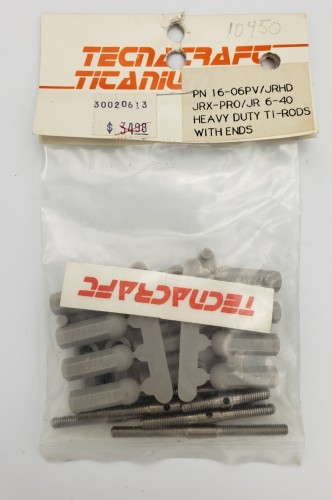 10450
TECNACRAFT
TITANIU
30020613
$ 3498
PN 16-06PV/JRHD
JRX-PRO/JR 6-40
HEAVY DUTY TI-RODS
WITH ENDS
TECNACRAFT